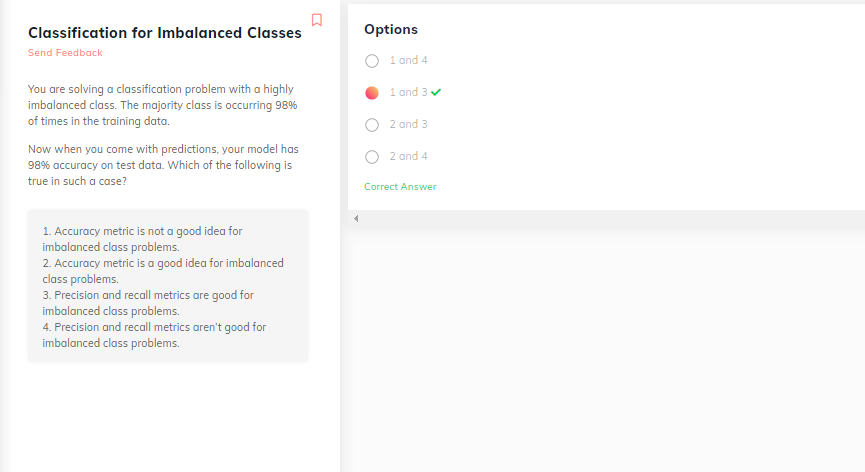 Classification for Imbalanced Classes
Send Feedback
You are solving a classification problem with a highly
imbalanced class. The majority class is occurring 98%
of times in the training data.
Now when you come with predictions, your model has
98% accuracy on test data. Which of the following is
true in such a case?
1. Accuracy metric is not a good idea for
imbalanced class problems.
2. Accuracy metric is a good idea for imbalanced
class problems.
3. Precision and recall metrics are good for
imbalanced class problems.
4. Precision and recall metrics aren't good for
imbalanced class problems.
Options
1 and 4
1 and 3
2 and 3
2 and 4
Correct Answer